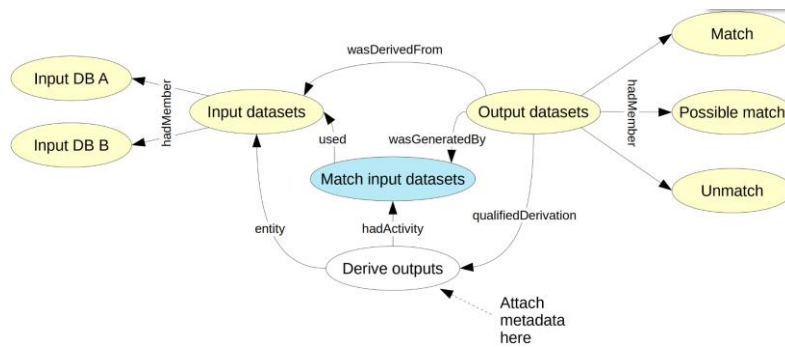 Match
wasDerivedFrom
Input DB A
hadMember
Input datasets
Output datasets
hadMember
Possible match
Input DB B
used
wasGeneratedBy
Match input datasets
Unmatch
entity
hadActivity
qualifiedDerivation
Derive outputs
Attach
metadata
here